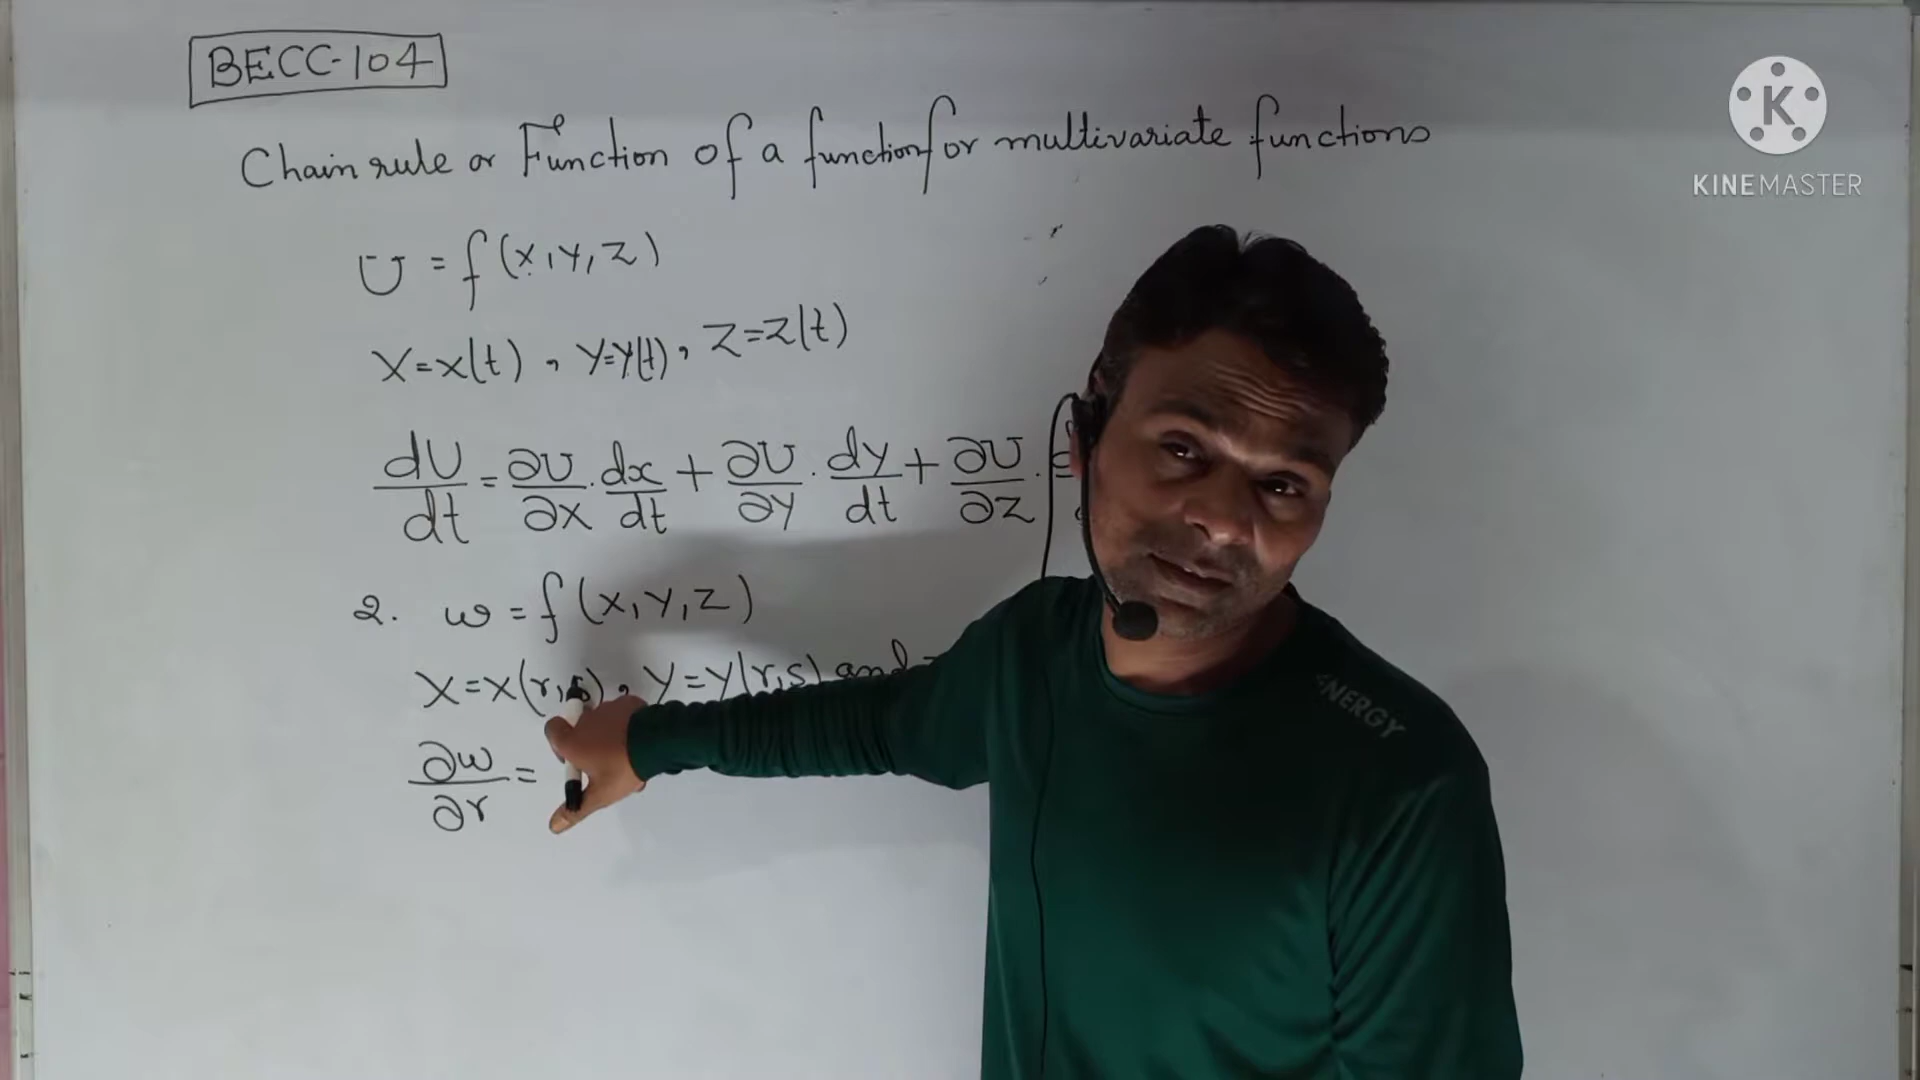 BECC-104
K
KINEMASTER
Chain rule or Function of a function for multivariate functions
U = f(x,y,z)
x=x(t), y=y(t), z=z(t)
dU/dt = ∂U/∂x · dx/dt + ∂U/∂y · dy/dt + ∂U/∂z ·
2. w = f(x,y,z)
x=x(r,s), y=y(r,s) and
∂w/∂r =
ENERGY